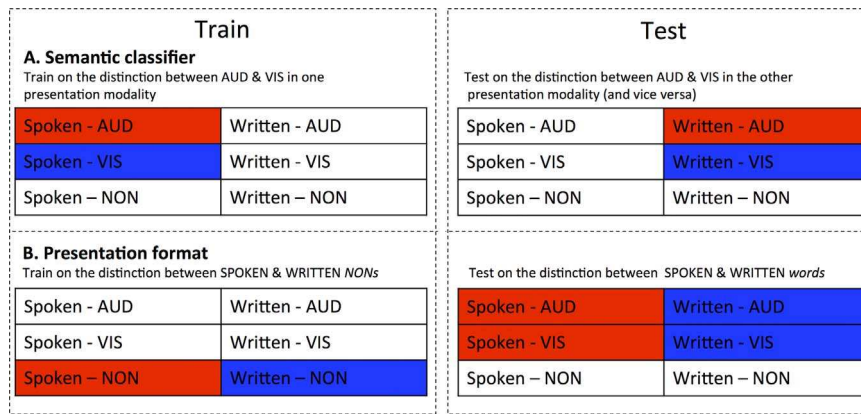 Train
A. Semantic classifier
Train on the distinction between AUD & VIS in one
presentation modality
Spoken - AUD Written - AUD
Spoken - VIS Written - VIS
Spoken – NON Written – NON
B. Presentation format
Train on the distinction between SPOKEN & WRITTEN NONs
Spoken - AUD Written - AUD
Spoken - VIS Written - VIS
Spoken – NON Written – NON
Test
Test on the distinction between AUD & VIS in the other
presentation modality (and vice versa)
Spoken - AUD Written - AUD
Spoken - VIS Written - VIS
Spoken – NON Written – NON
Test on the distinction between SPOKEN & WRITTEN words
Spoken - AUD Written - AUD
Spoken - VIS Written - VIS
Spoken – NON Written – NON